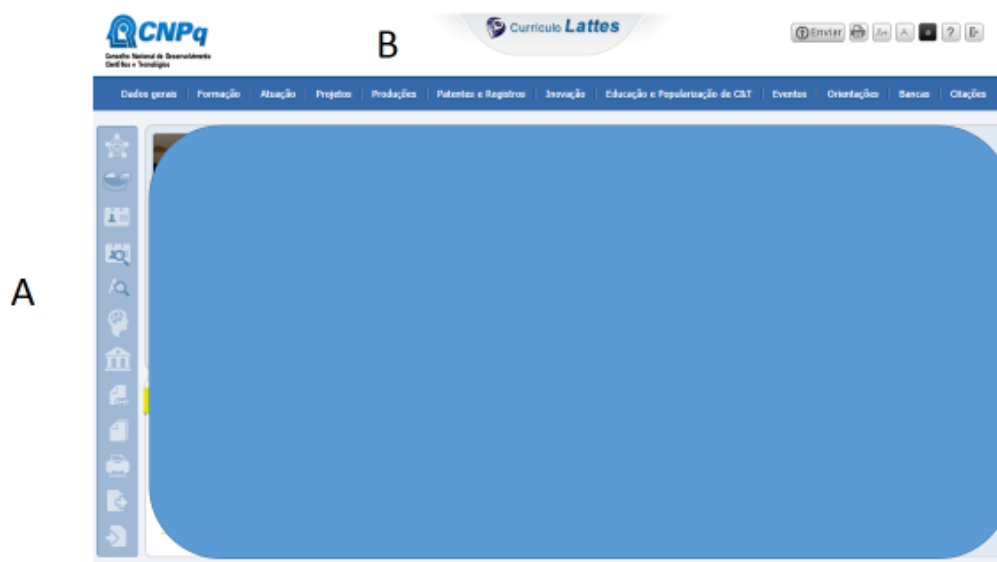 CNPq
Conselho Nacional de Desenvolvimento
Científico e Tecnológico
B
Currículo Lattes
Enviar A+ A- ?
Dados gerais Formação Atuação Projetos Produções Patentes e Registros Inovação Educação e Popularização de C&T Eventos Orientações Bancas Citações
A